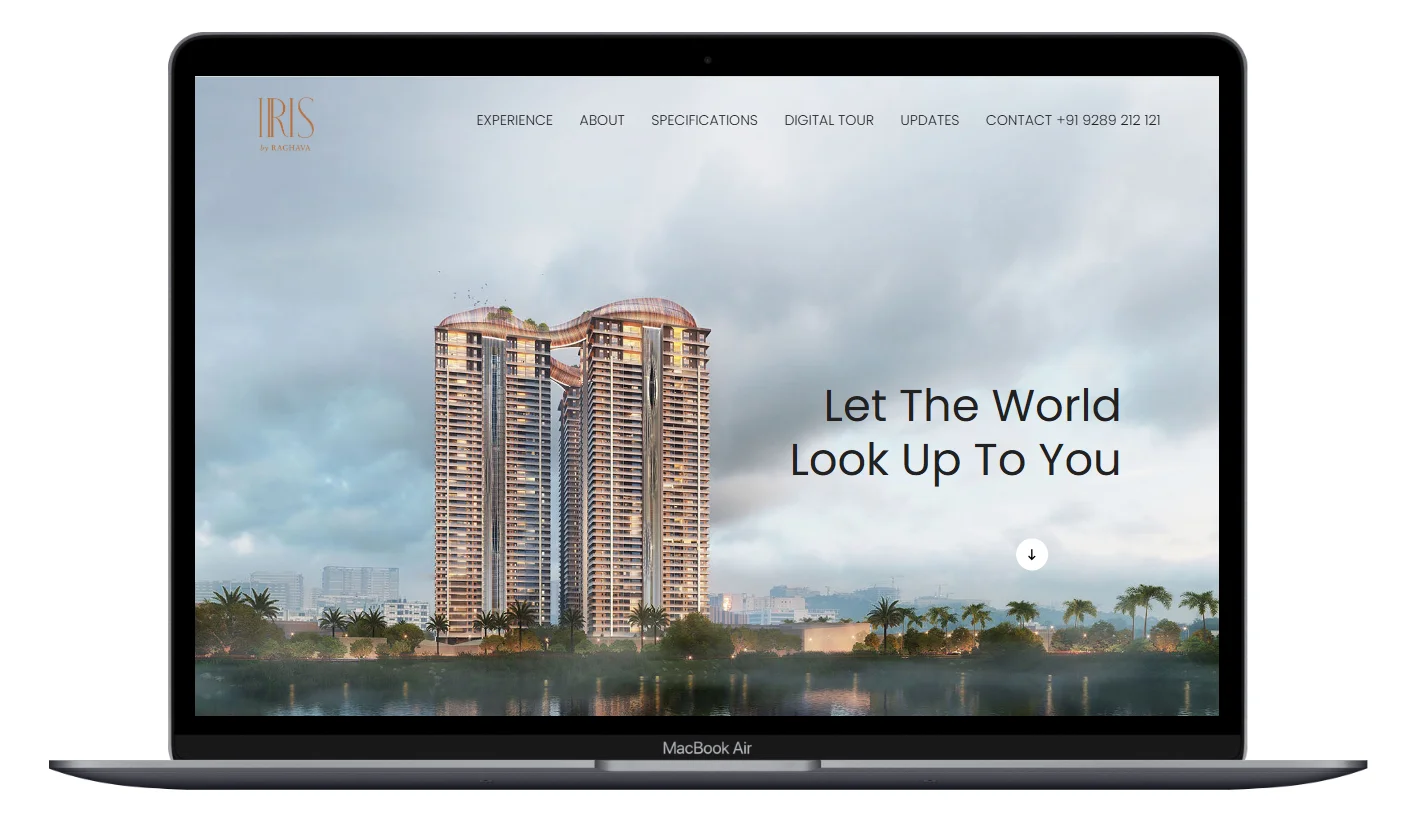 IRIS
by RAGHAVA
EXPERIENCE ABOUT SPECIFICATIONS DIGITAL TOUR UPDATES CONTACT +91 9289 212 121
Let The World
Look Up To You
MacBook Air